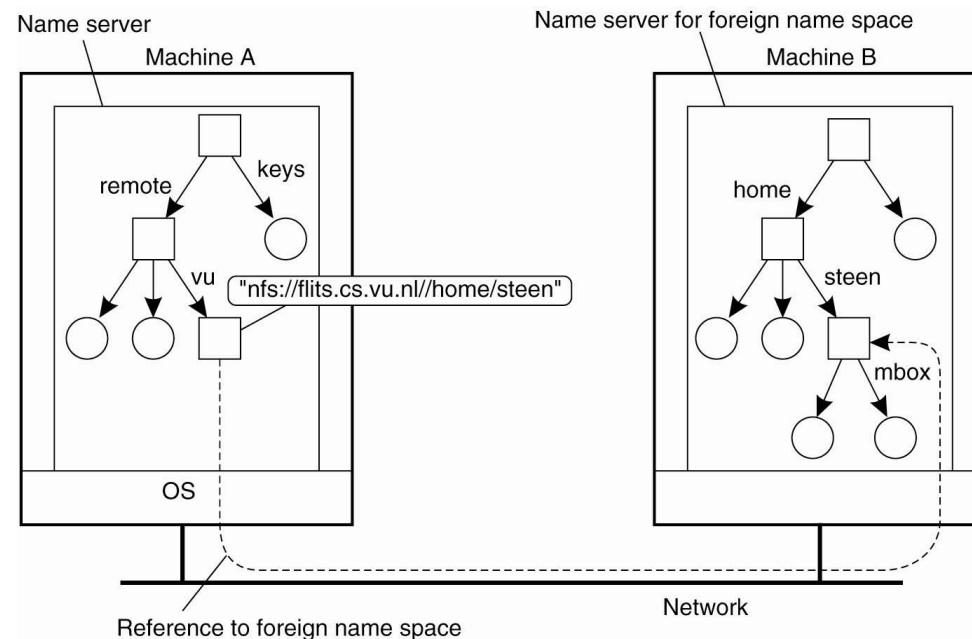 Name server
Name server for foreign name space
Machine A
Machine B
keys
remote
home
vu
"nfs://flits.cs.vu.nl//home/steen"
steen
mbox
OS
Network
Reference to foreign name space